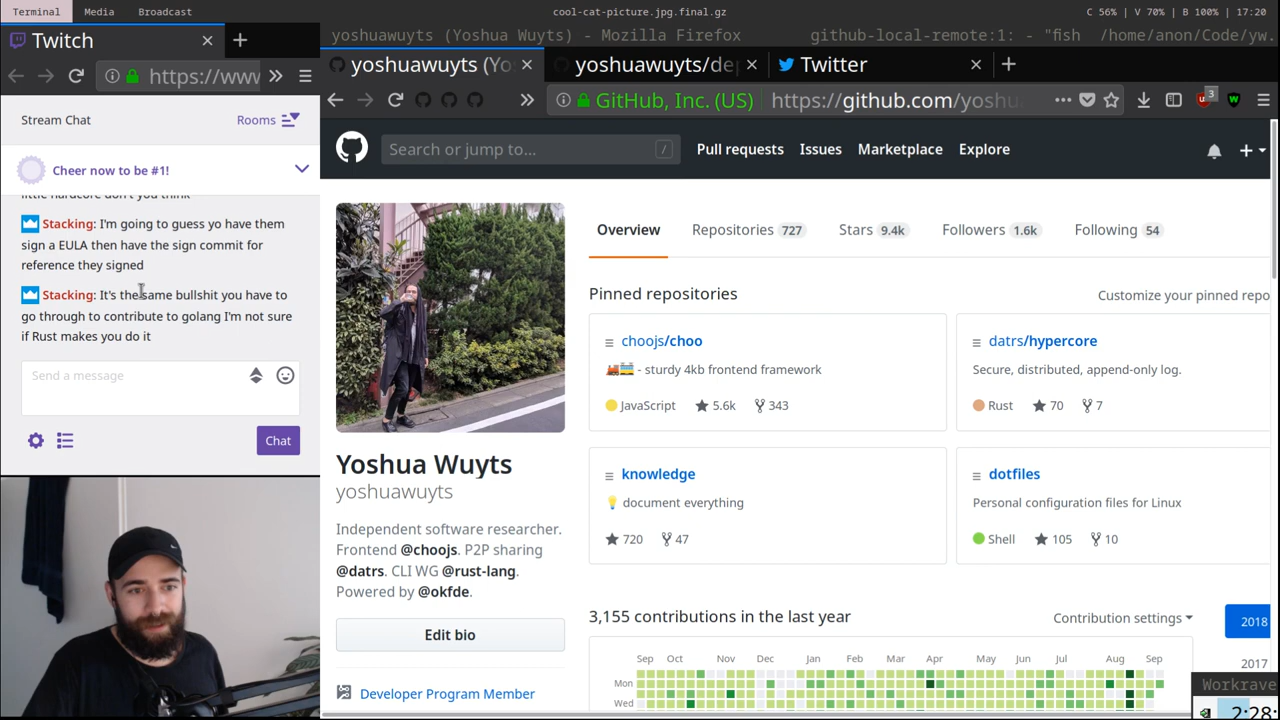 Terminal Media Broadcast
cool-cat-picture.jpg.final.gz
C 56% | V 70% | B 100% | 17:20
Twitch
https://www
Stream Chat
Rooms
Cheer now to be #1!
little hardcore don't you think
Stacking: I'm going to guess yo have them
sign a EULA then have the sign commit for
reference they signed
Stacking: It's the same bullshit you have to
go through to contribute to golang I'm not sure
if Rust makes you do it
Send a message
Chat
yoshuawuyts (Yoshua Wuyts) - Mozilla Firefox
github-local-remote:1: - "fish /home/anon/Code/yw.
yoshuawuyts (Yo
yoshuawuyts/de
Twitter
GitHub, Inc. (US)
https://github.com/yoshu
3
Search or jump to... /
Pull requests Issues Marketplace Explore
Overview Repositories 727 Stars 9.4k Followers 1.6k Following 54
Pinned repositories
Customize your pinned repo
choojs/choo
🚂🚋 - sturdy 4kb frontend framework
JavaScript 5.6k 343
datrs/hypercore
Secure, distributed, append-only log.
Rust 70 7
knowledge
💡 document everything
720 47
dotfiles
Personal configuration files for Linux
Shell 105 10
Yoshua Wuyts
yoshuawuyts
Independent software researcher.
Frontend @choojs. P2P sharing
@datrs. CLI WG @rust-lang.
Powered by @okfde.
Edit bio
Developer Program Member
3,155 contributions in the last year
Contribution settings
2018
2017
Sep Oct Nov Dec Jan Feb Mar Apr May Jun Jul Aug Sep
Mon
Wed
Workrave
2:28: